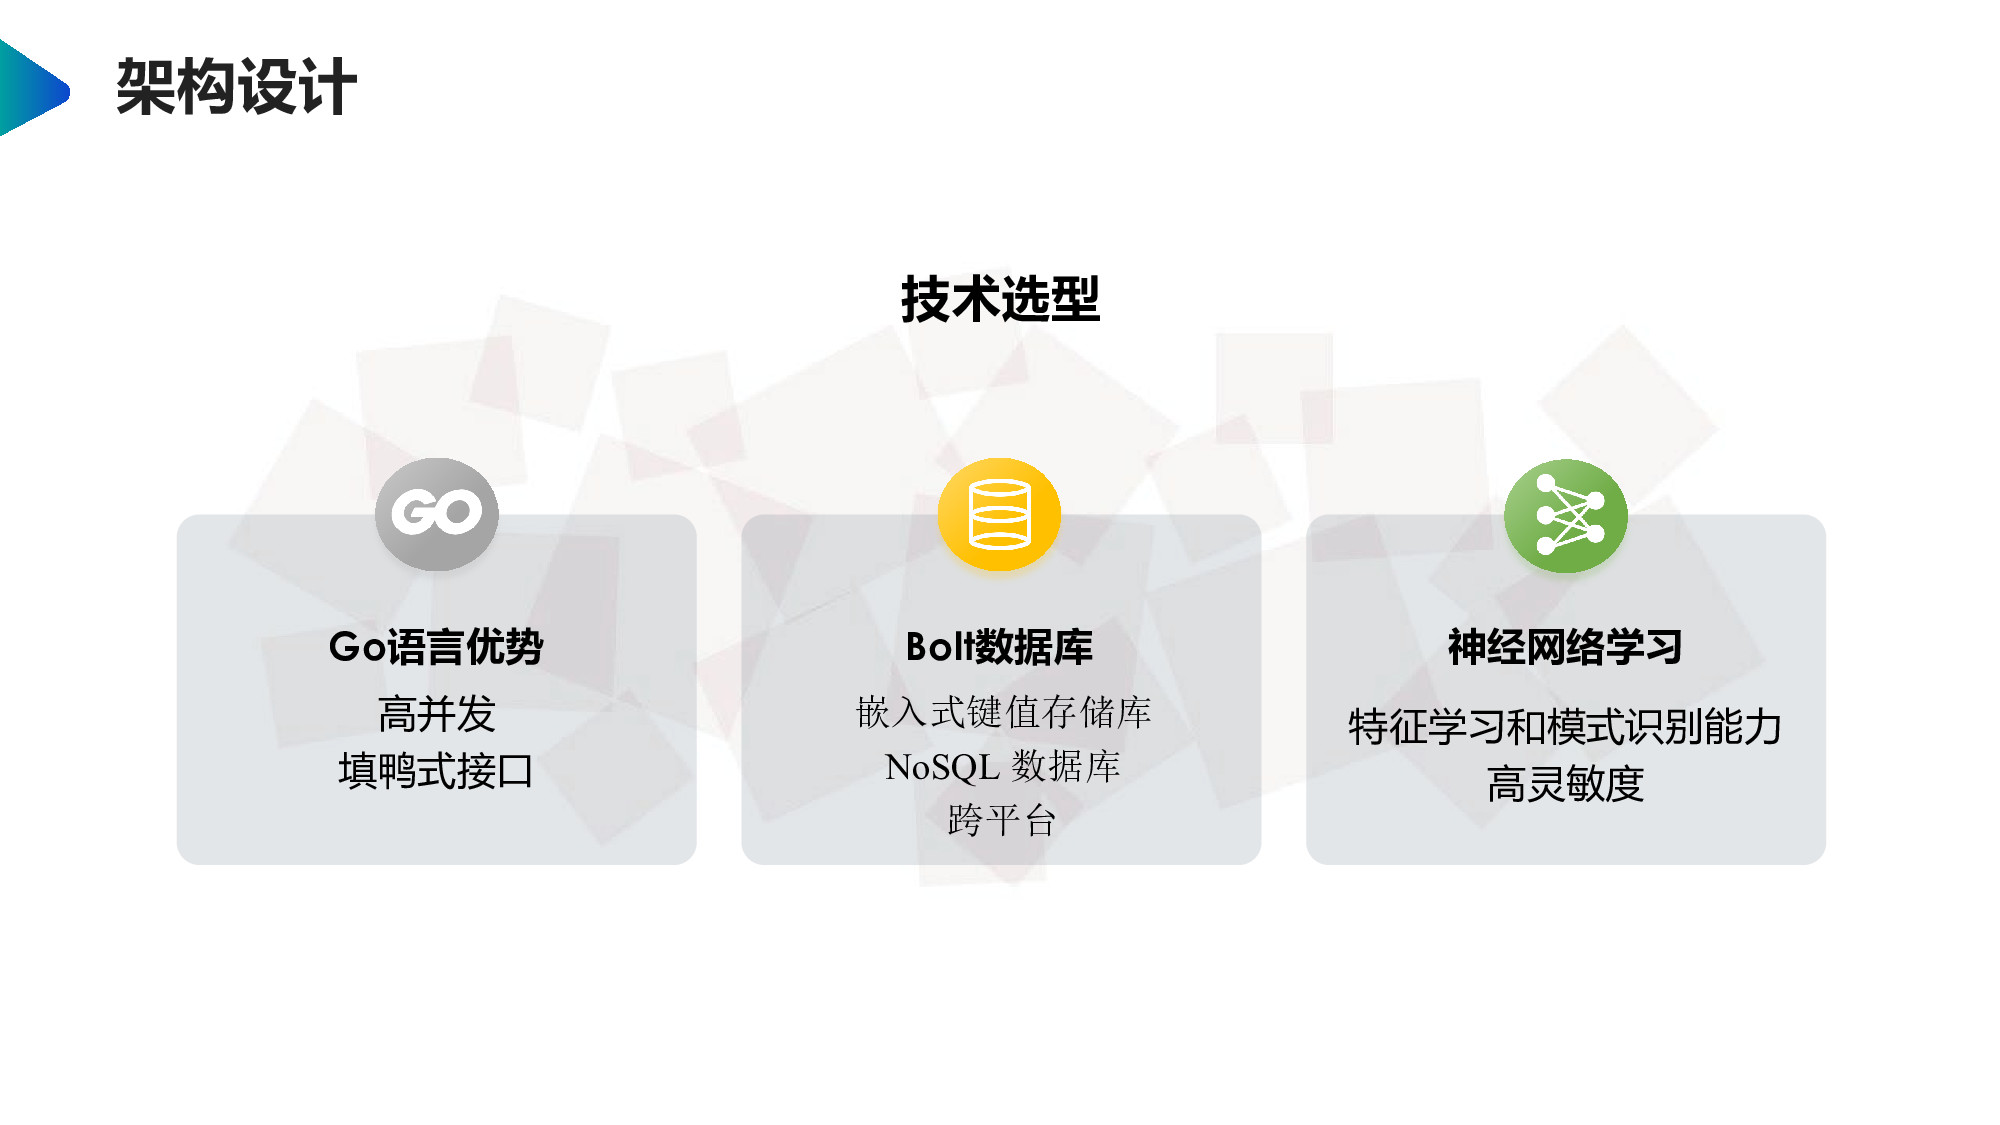 架构设计
技术选型
GO
Go语言优势
高并发
填鸭式接口
Bolt数据库
嵌入式键值存储库
NoSQL 数据库
跨平台
神经网络学习
特征学习和模式识别能力
高灵敏度